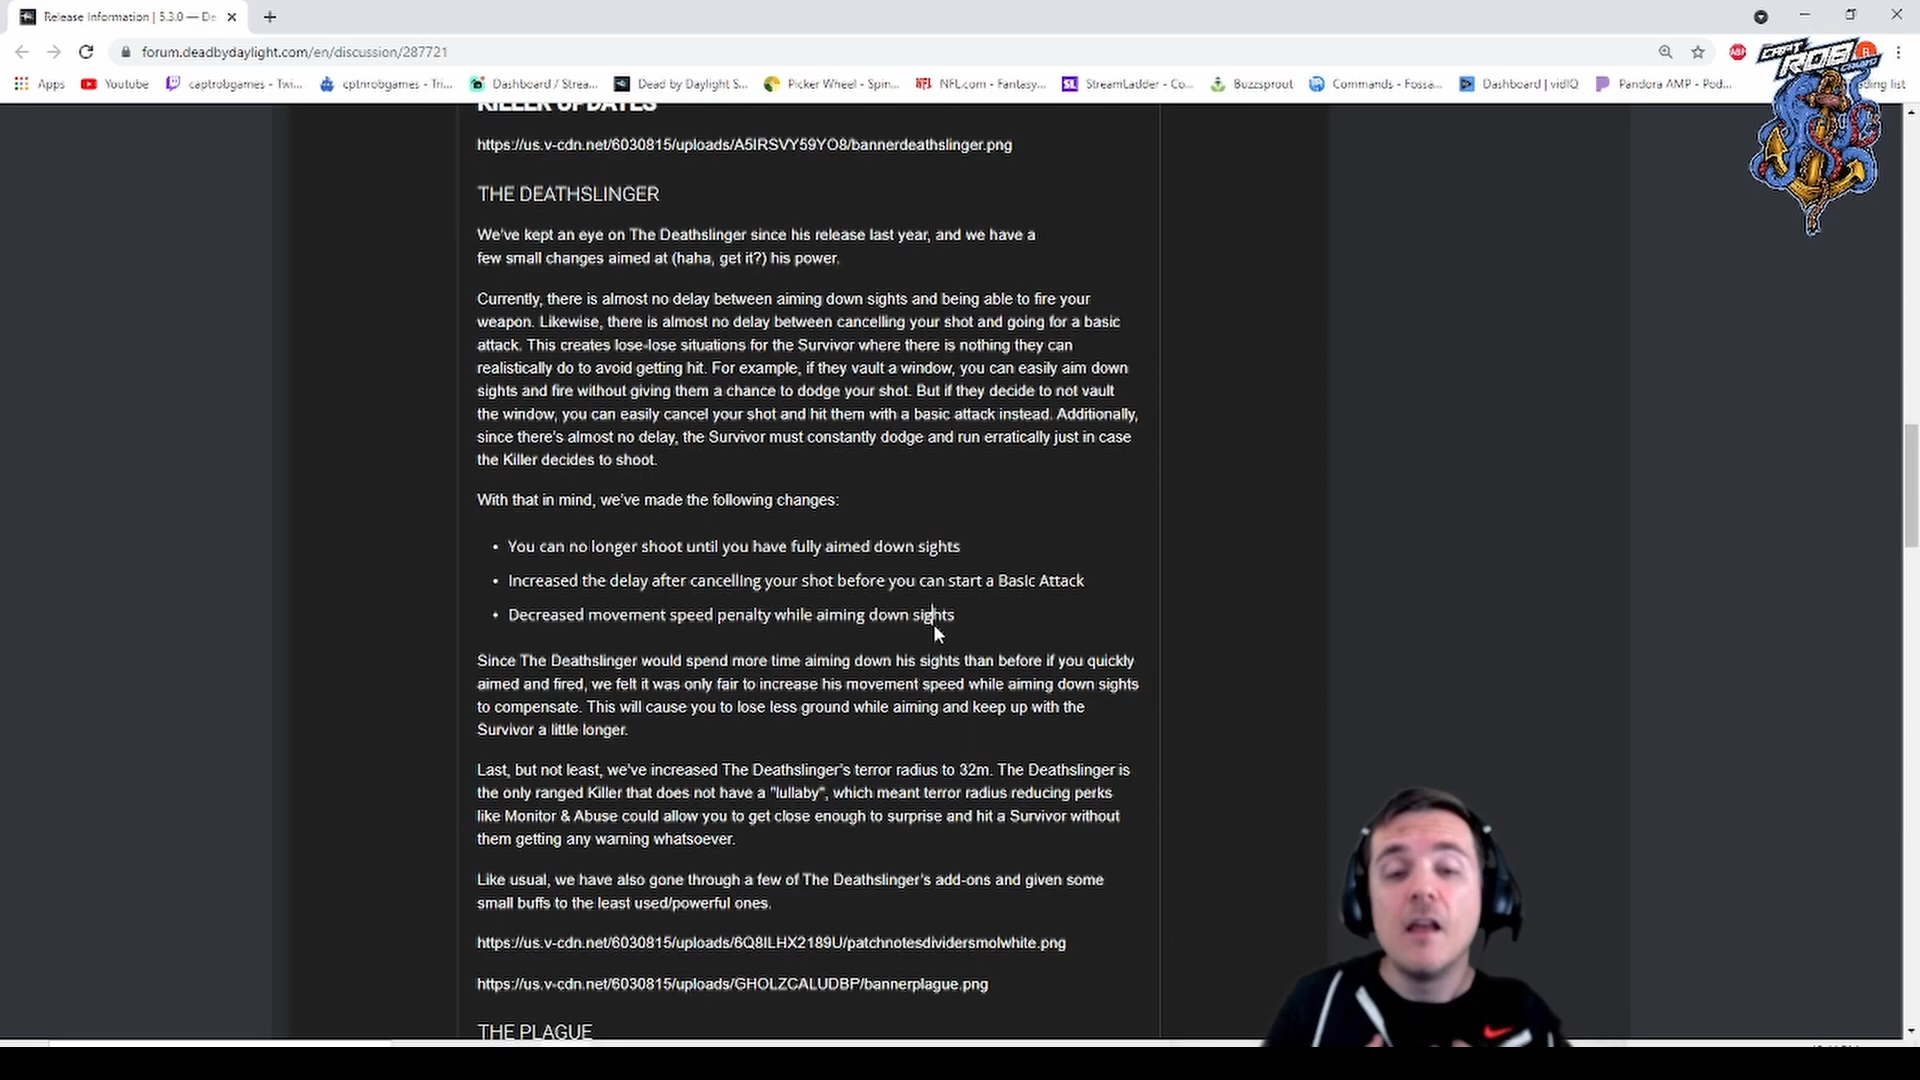 Release Information | 5.3.0 — De
forum.deadbydaylight.com/en/discussion/287721
ABP
Apps
Youtube
captrobgames - Twi...
cptnrobgames - Tri...
Dashboard / Strea...
Dead by Daylight S...
Picker Wheel - Spin...
NFL.com - Fantasy...
StreamLadder - Co...
Buzzsprout
Commands - Fossa...
Dashboard | vidIQ
Pandora AMP - Pod...
ding list
CAPT ROB
KILLER UPDATES
https://us.v-cdn.net/6030815/uploads/A5IRSVY59YO8/bannerdeathslinger.png
THE DEATHSLINGER
We've kept an eye on The Deathslinger since his release last year, and we have a
few small changes aimed at (haha, get it?) his power.
Currently, there is almost no delay between aiming down sights and being able to fire your
weapon. Likewise, there is almost no delay between cancelling your shot and going for a basic
attack. This creates lose-lose situations for the Survivor where there is nothing they can
realistically do to avoid getting hit. For example, if they vault a window, you can easily aim down
sights and fire without giving them a chance to dodge your shot. But if they decide to not vault
the window, you can easily cancel your shot and hit them with a basic attack instead. Additionally,
since there's almost no delay, the Survivor must constantly dodge and run erratically just in case
the Killer decides to shoot.
With that in mind, we've made the following changes:
• You can no longer shoot until you have fully aimed down sights
• Increased the delay after cancelling your shot before you can start a Basic Attack
• Decreased movement speed penalty while aiming down sights
Since The Deathslinger would spend more time aiming down his sights than before if you quickly
aimed and fired, we felt it was only fair to increase his movement speed while aiming down sights
to compensate. This will cause you to lose less ground while aiming and keep up with the
Survivor a little longer.
Last, but not least, we've increased The Deathslinger's terror radius to 32m. The Deathslinger is
the only ranged Killer that does not have a "lullaby", which meant terror radius reducing perks
like Monitor & Abuse could allow you to get close enough to surprise and hit a Survivor without
them getting any warning whatsoever.
Like usual, we have also gone through a few of The Deathslinger's add-ons and given some
small buffs to the least used/powerful ones.
https://us.v-cdn.net/6030815/uploads/6Q8ILHX2189U/patchnotesdividersmolwhite.png
https://us.v-cdn.net/6030815/uploads/GHOLZCALUDBP/bannerplague.png
THE PLAGUE